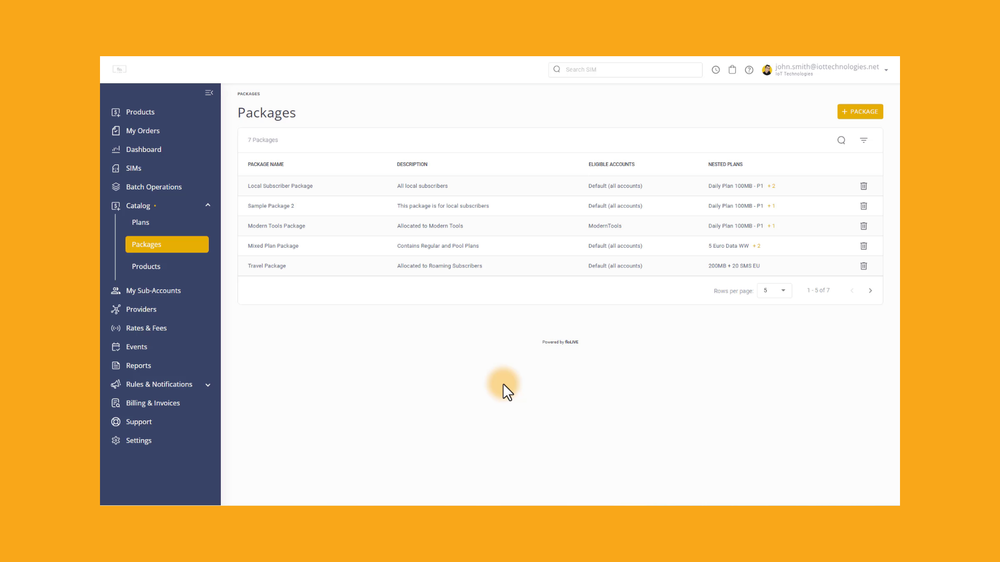 flo
Search SIM
john.smith@iottechnologies.net
IoT Technologies
Products
My Orders
Dashboard
SIMs
Batch Operations
Catalog
Plans
Packages
Products
My Sub-Accounts
Providers
Rates & Fees
Events
Reports
Rules & Notifications
Billing & Invoices
Support
Settings
PACKAGES
Packages
+ PACKAGE
7 Packages
PACKAGE NAME DESCRIPTION ELIGIBLE ACCOUNTS NESTED PLANS
Local Subscriber Package All local subscribers Default (all accounts) Daily Plan 100MB - P1 + 2
Sample Package 2 This package is for local subscribers Default (all accounts) Daily Plan 100MB - P1 + 1
Modern Tools Package Allocated to Modern Tools ModernTools Daily Plan 100MB - P1 + 1
Mixed Plan Package Contains Regular and Pool Plans Default (all accounts) 5 Euro Data WW + 2
Travel Package Allocated to Roaming Subscribers Default (all accounts) 200MB + 20 SMS EU
Rows per page: 5 1 - 5 of 7
Powered by floLIVE